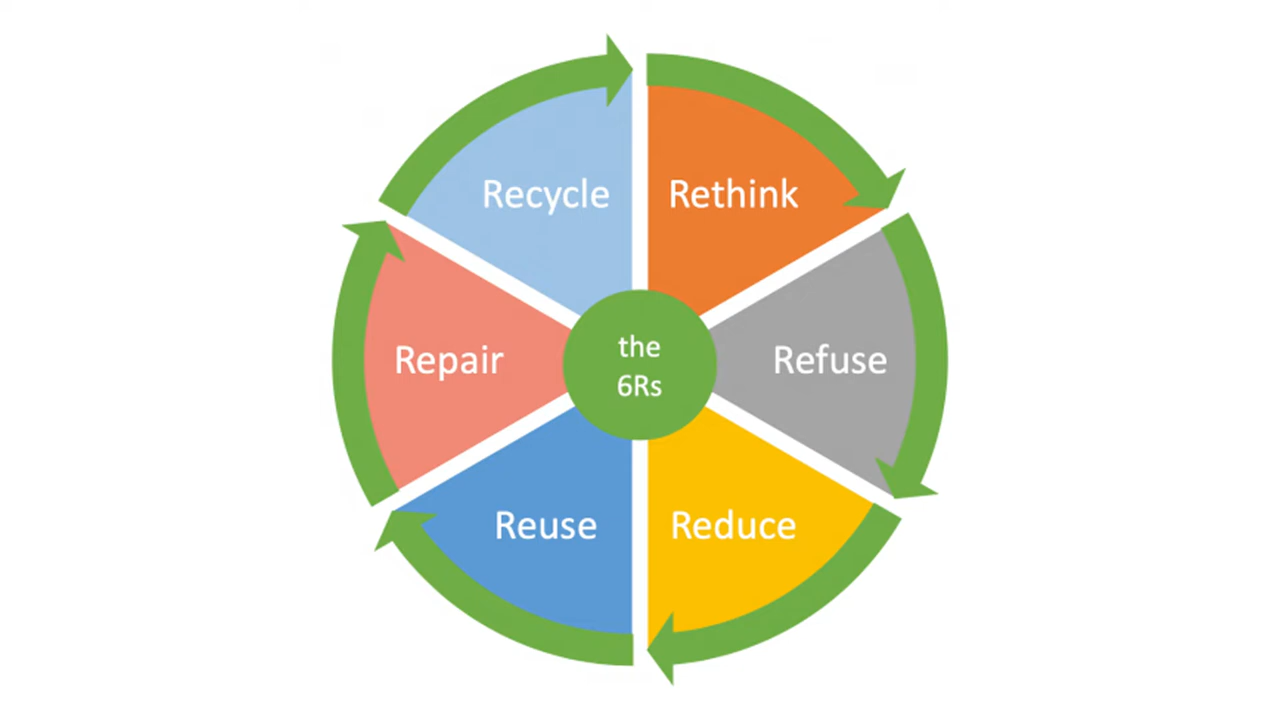 Recycle
Rethink
Repair
the
6Rs
Refuse
Reuse
Reduce